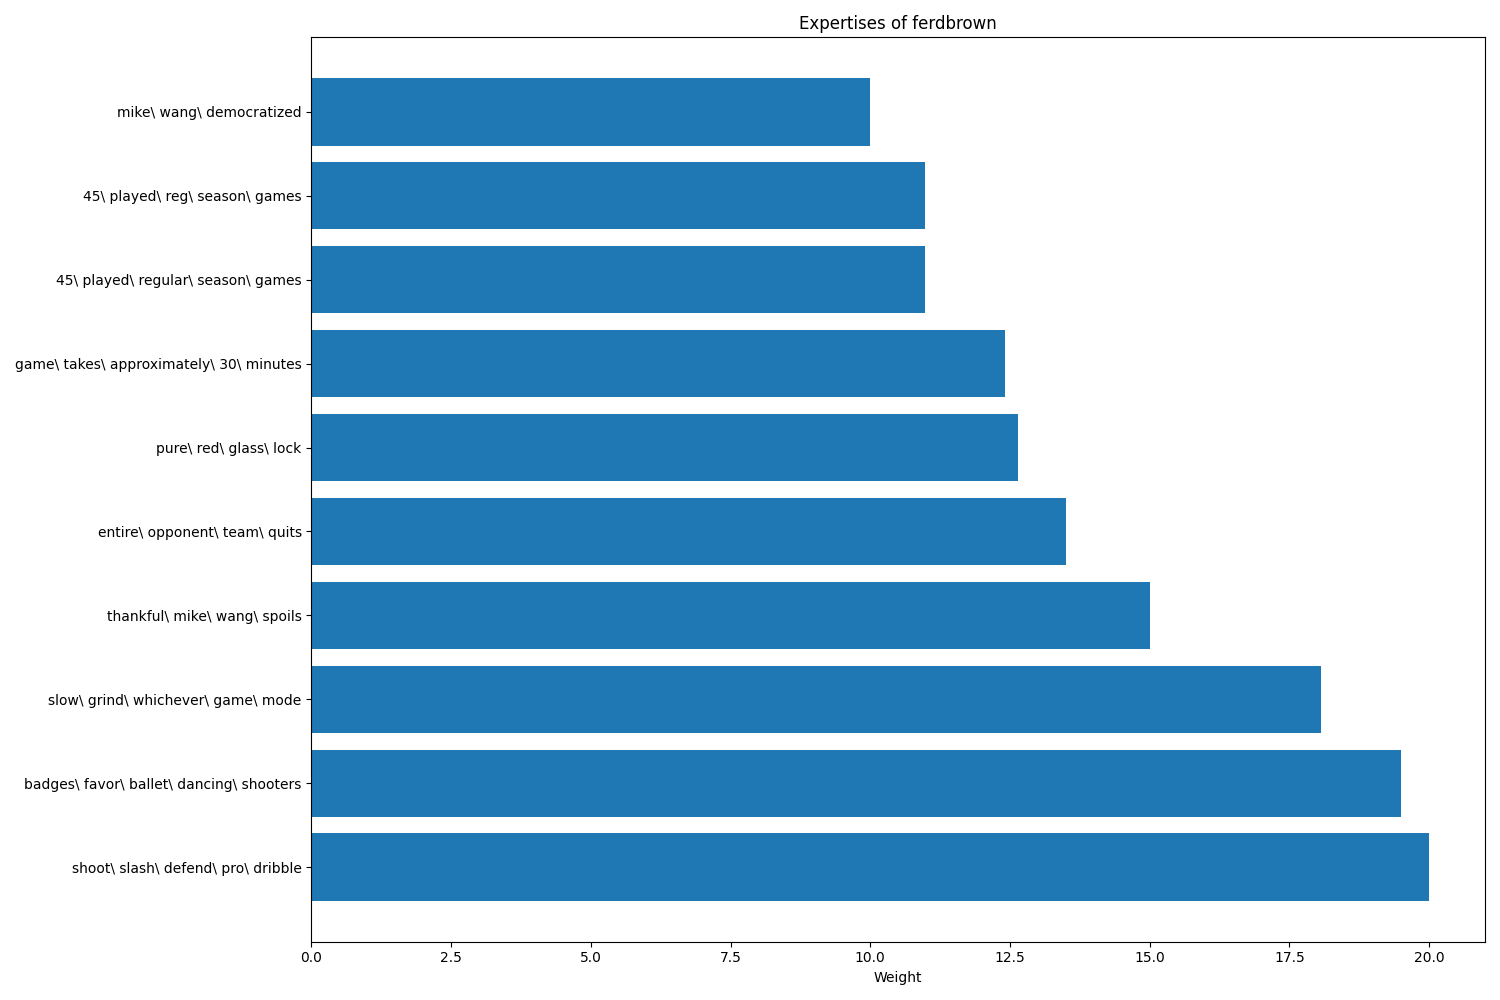 Expertises of ferdbrown
mike\ wang\ democratized
45\ played\ reg\ season\ games
45\ played\ regular\ season\ games
game\ takes\ approximately\ 30\ minutes
pure\ red\ glass\ lock
entire\ opponent\ team\ quits
thankful\ mike\ wang\ spoils
slow\ grind\ whichever\ game\ mode
badges\ favor\ ballet\ dancing\ shooters
shoot\ slash\ defend\ pro\ dribble
0.0 2.5 5.0 7.5 10.0 12.5 15.0 17.5 20.0
Weight